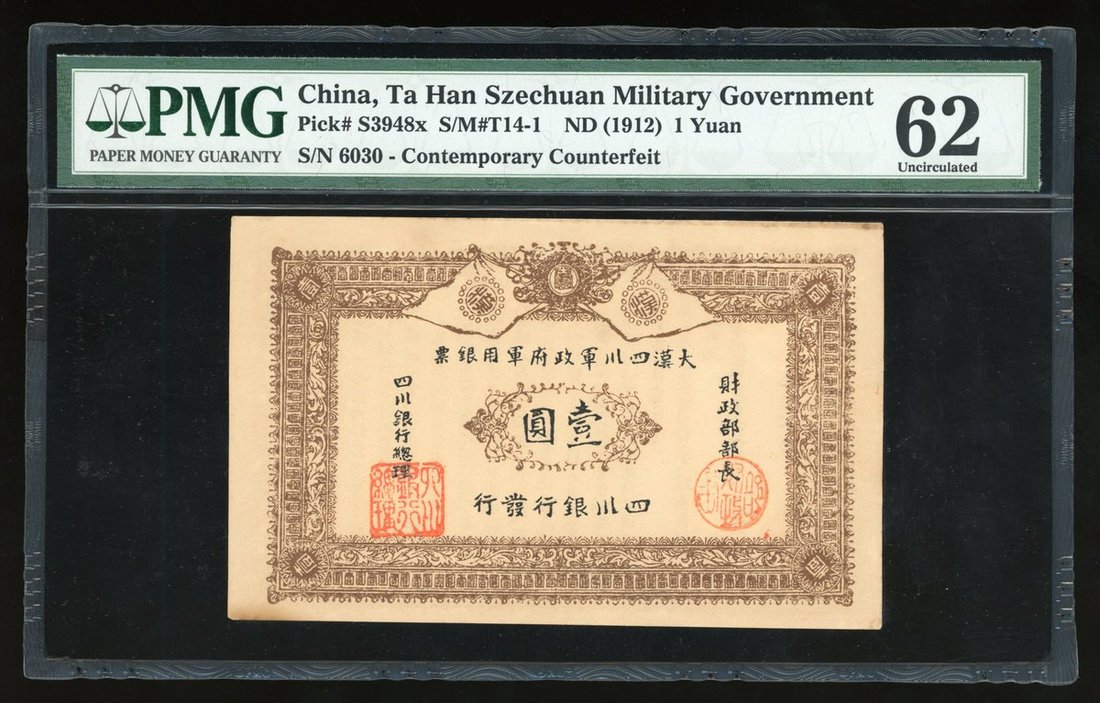 PMG
PAPER MONEY GUARANTY
China, Ta Han Szechuan Military Government
Pick# S3948x S/M#T14-1 ND (1912) 1 Yuan
S/N 6030 - Contemporary Counterfeit
62
Uncirculated
大漢四川軍政府軍用銀票
財政部部長
壹圓
四川銀行總理
四川銀行發行